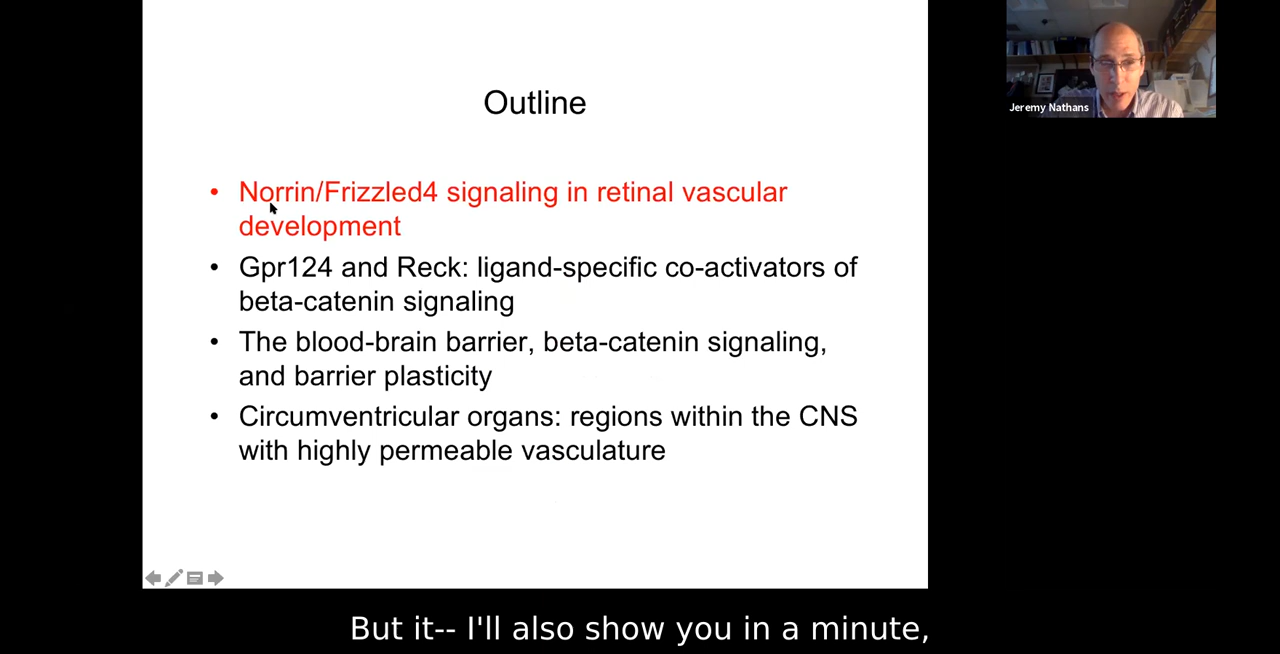 Outline
Jeremy Nathans
• Norrin/Frizzled4 signaling in retinal vascular
development
• Gpr124 and Reck: ligand-specific co-activators of
beta-catenin signaling
• The blood-brain barrier, beta-catenin signaling,
and barrier plasticity
• Circumventricular organs: regions within the CNS
with highly permeable vasculature
But it-- I'll also show you in a minute,